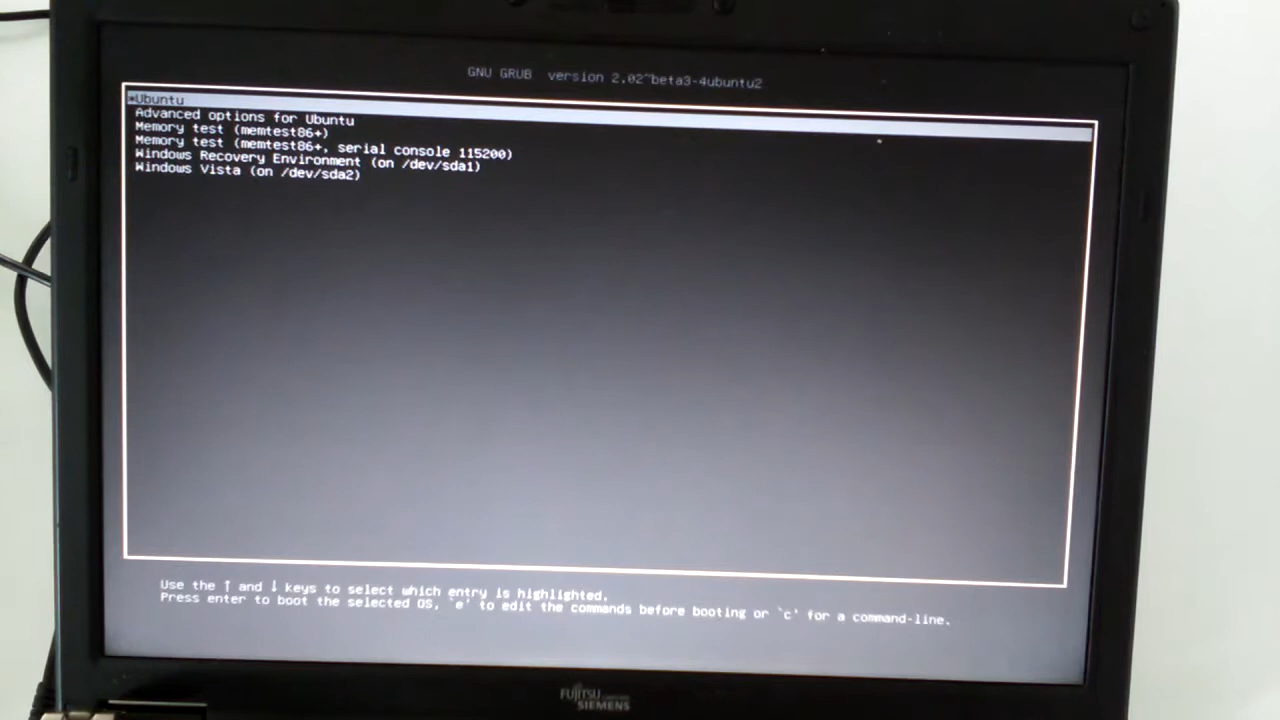 GNU GRUB version 2.02~beta3-4ubuntu2
*Ubuntu
Advanced options for Ubuntu
Memory test (memtest86+)
Memory test (memtest86+, serial console 115200)
Windows Recovery Environment (on /dev/sda1)
Windows Vista (on /dev/sda2)
Use the ↑ and ↓ keys to select which entry is highlighted.
Press enter to boot the selected OS, `e' to edit the commands before booting or `c' for a command-line.
FUJITSU COMPUTERS
SIEMENS